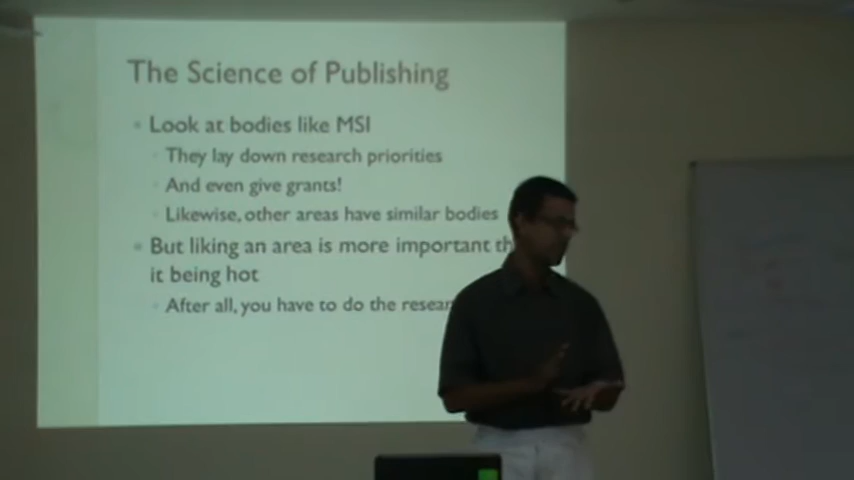 The Science of Publishing
Look at bodies like MSI
They lay down research priorities
And even give grants!
Likewise, other areas have similar bodies
But liking an area is more important
it being hot
After all, you have to do the